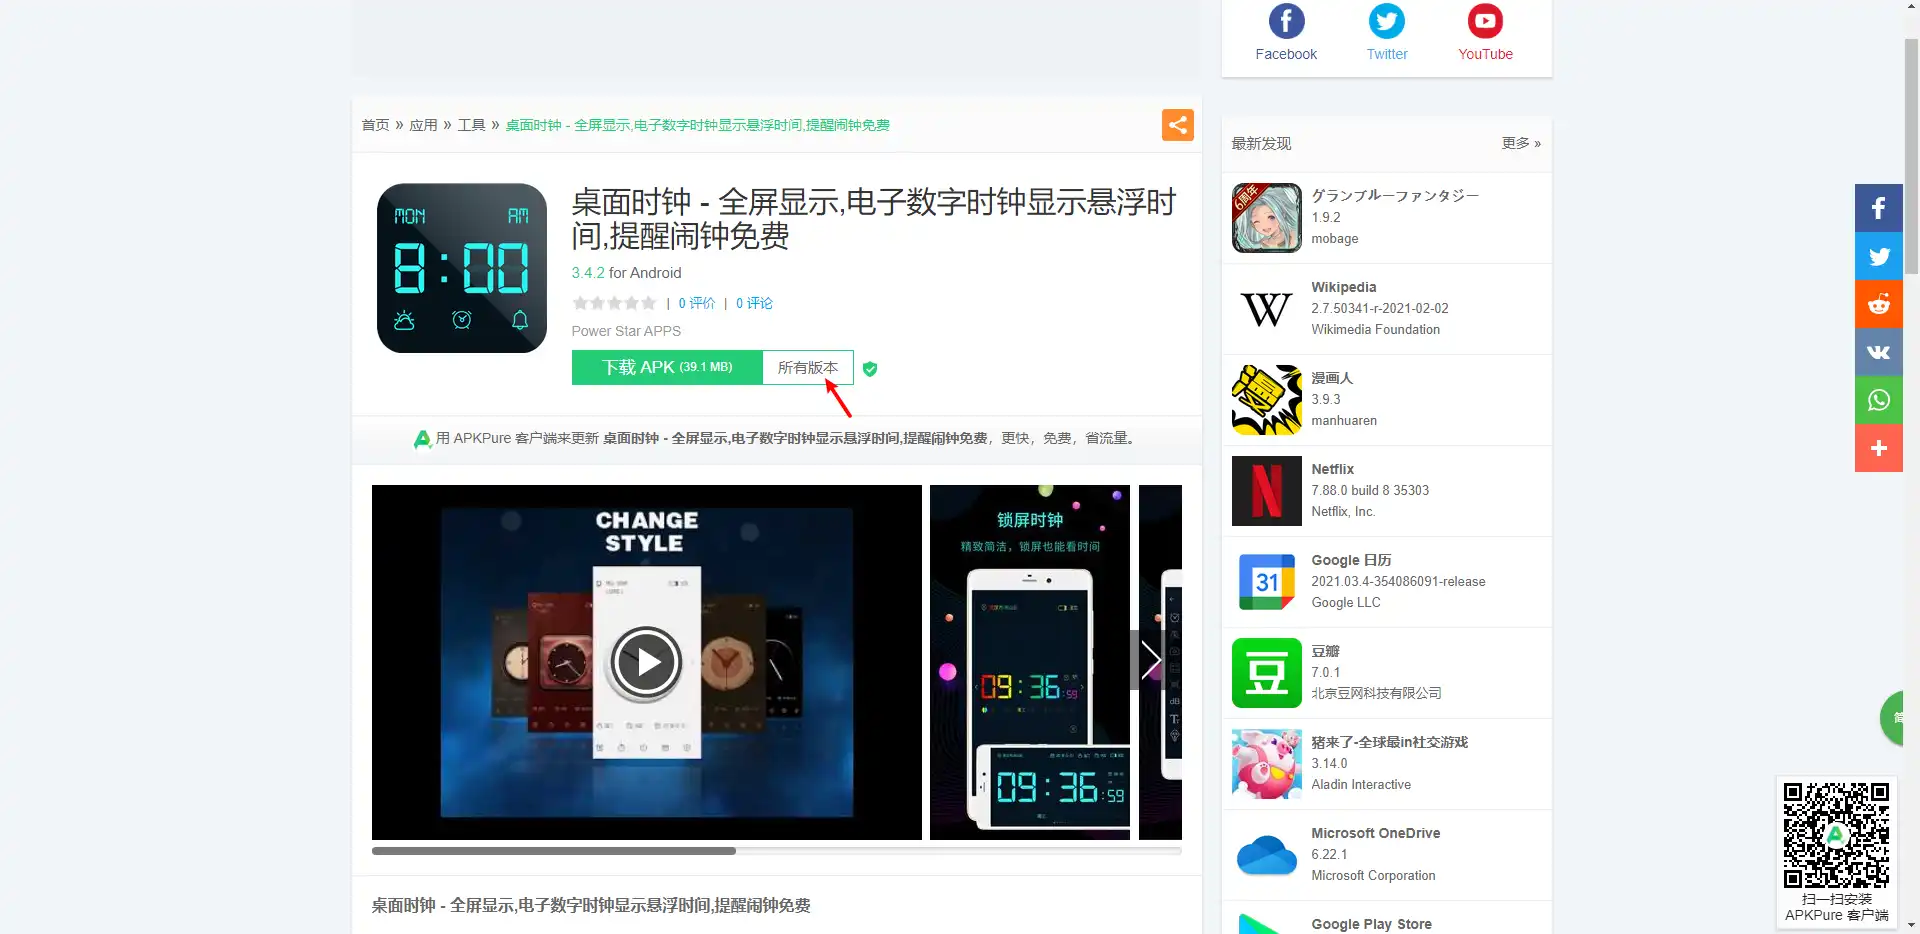 Facebook
Twitter
YouTube
首页 » 应用 » 工具 » 桌面时钟 - 全屏显示,电子数字时钟显示悬浮时间,提醒闹钟免费
MON
AM
8:00
桌面时钟 - 全屏显示,电子数字时钟显示悬浮时
间,提醒闹钟免费
3.4.2 for Android
| 0 评价 | 0 评论
Power Star APPS
下载 APK (39.1 MB)
所有版本
用 APKPure 客户端来更新 桌面时钟 - 全屏显示,电子数字时钟显示悬浮时间,提醒闹钟免费，更快，免费，省流量。
CHANGE
STYLE
锁屏时钟
精致简洁，锁屏也能看时间
09:36:59
09:36:59
桌面时钟 - 全屏显示,电子数字时钟显示悬浮时间,提醒闹钟免费
最新发现
更多 »
6周年
グランブルーファンタジー
1.9.2
mobage
W
Wikipedia
2.7.50341-r-2021-02-02
Wikimedia Foundation
漫画人
3.9.3
manhuaren
Netflix
7.88.0 build 8 35303
Netflix, Inc.
31
Google 日历
2021.03.4-354086091-release
Google LLC
豆
豆瓣
7.0.1
北京豆网科技有限公司
猪来了-全球最in社交游戏
3.14.0
Aladin Interactive
Microsoft OneDrive
6.22.1
Microsoft Corporation
Google Play Store
扫一扫安装
APKPure 客户端